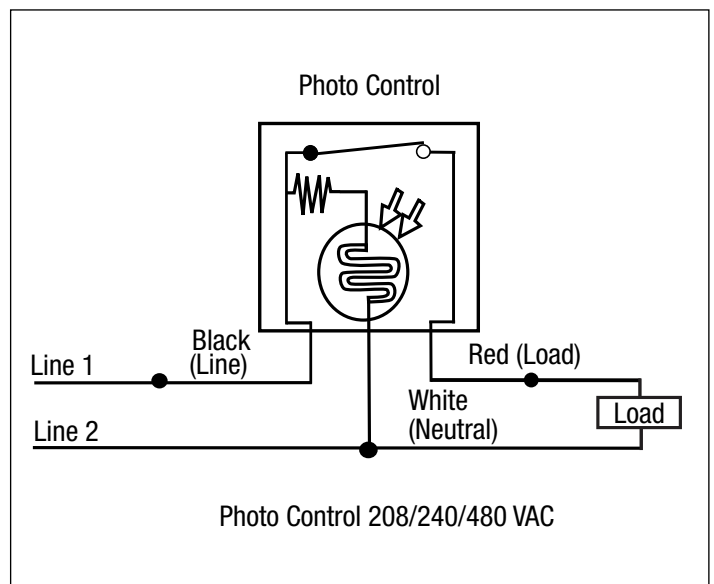 Photo Control
Black
(Line)
Line 1
Red (Load)
White
(Neutral)
Load
Line 2
Photo Control 208/240/480 VAC